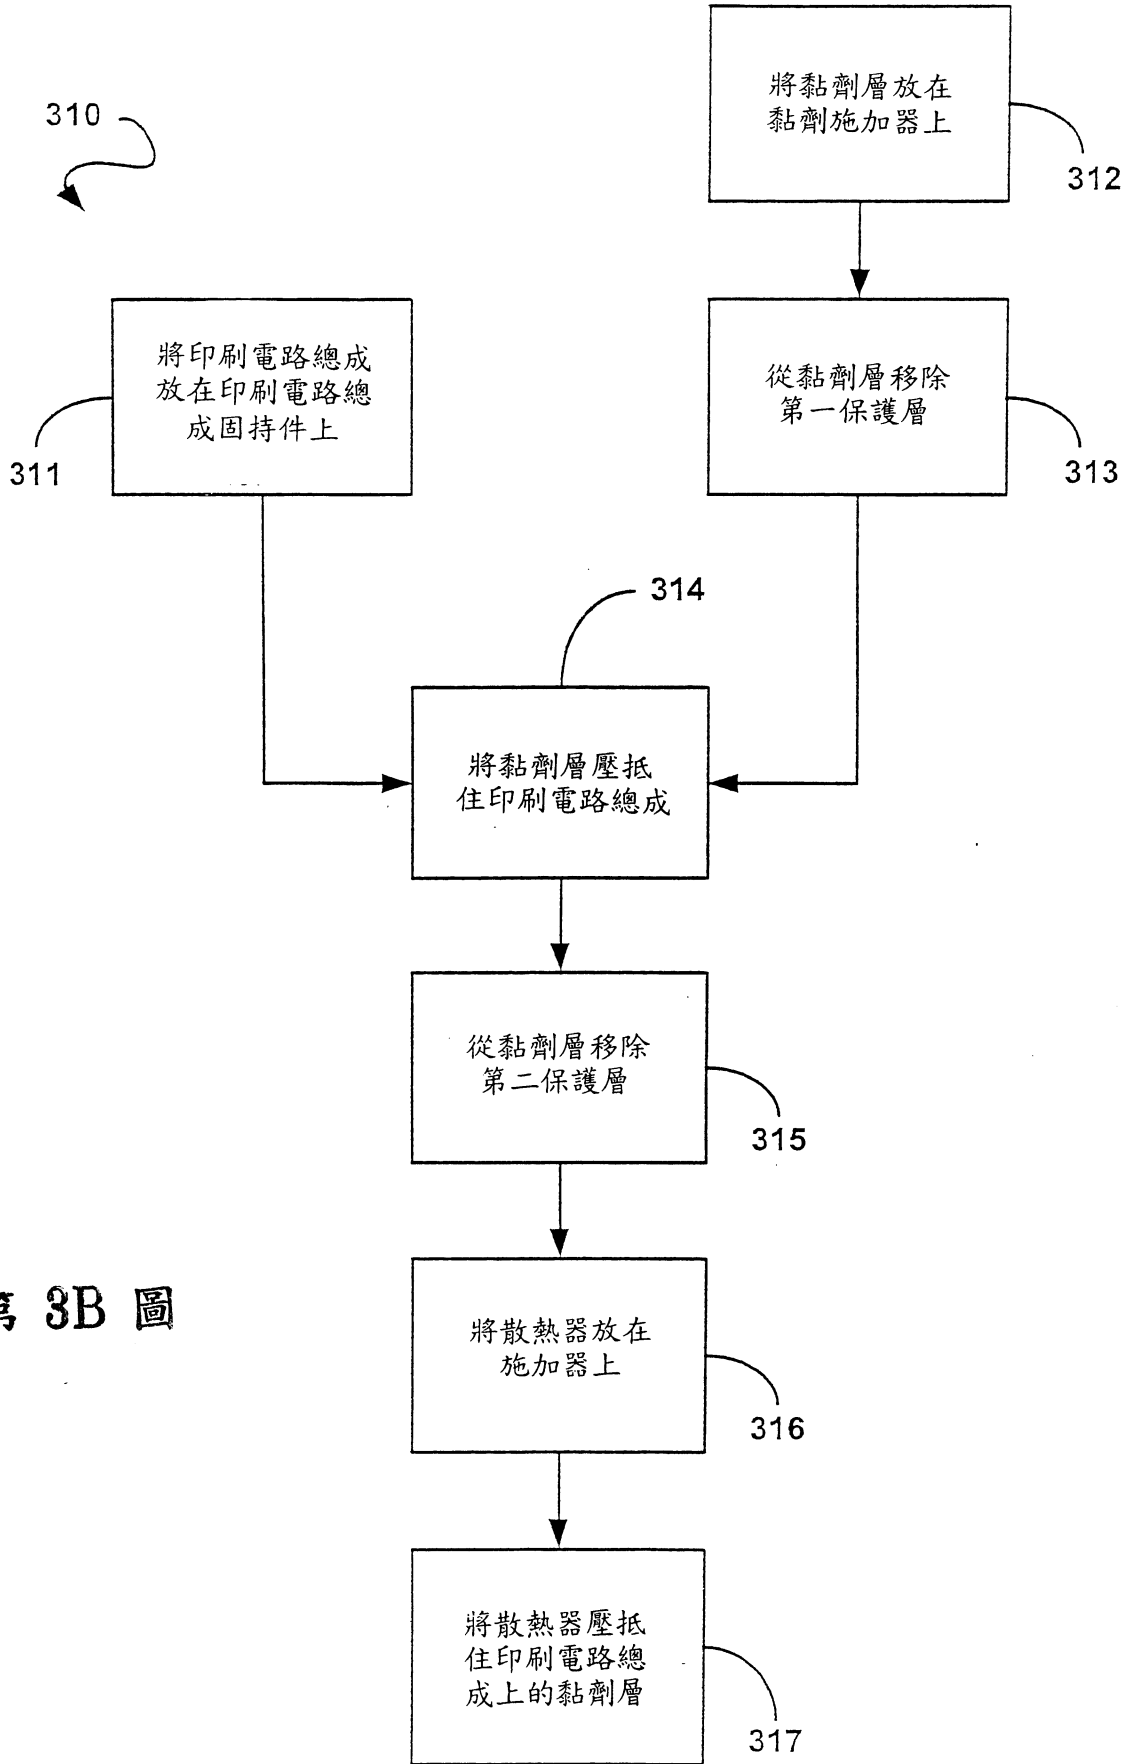 310
將黏劑層放在
黏劑施加器上
312
將印刷電路總成
放在印刷電路總
成固持件上
311
從黏劑層移除
第一保護層
313
314
將黏劑層壓抵
住印刷電路總成
從黏劑層移除
第二保護層
315
第 3B 圖
將散熱器放在
施加器上
316
將散熱器壓抵
住印刷電路總
成上的黏劑層
317